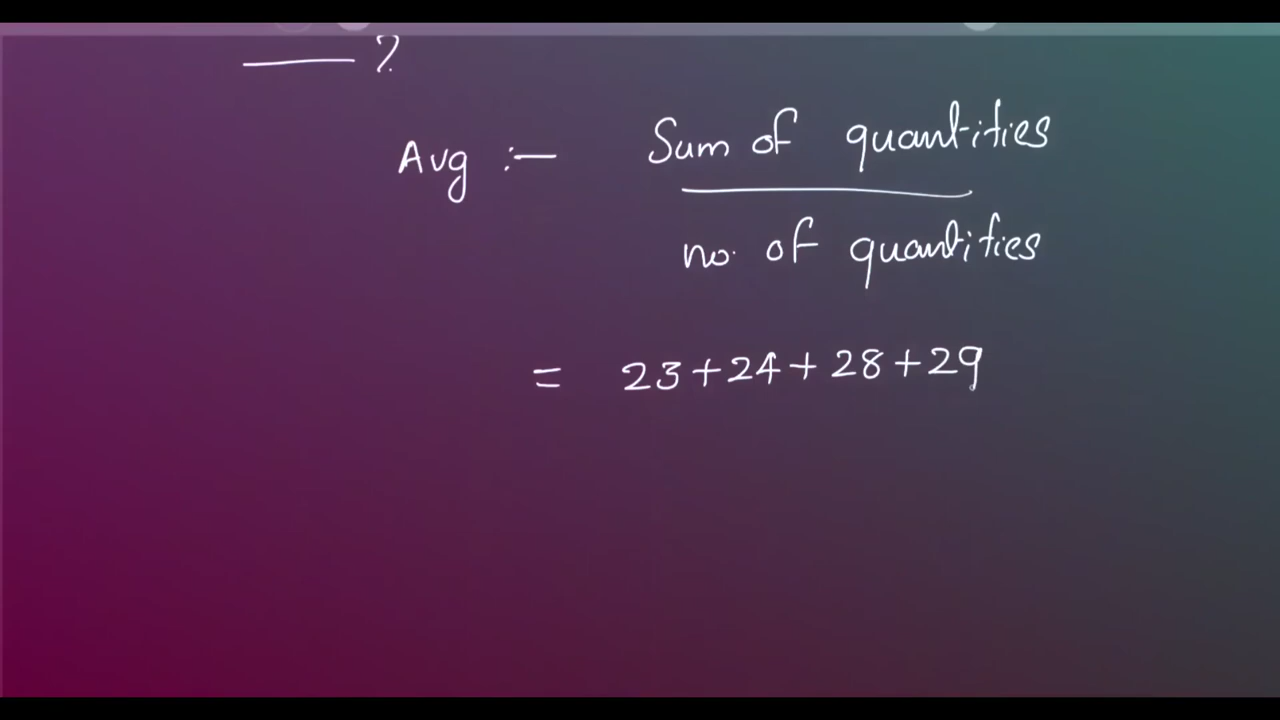 ?
Avg :- Sum of quantities
no. of quantities
= 23+24+28+29